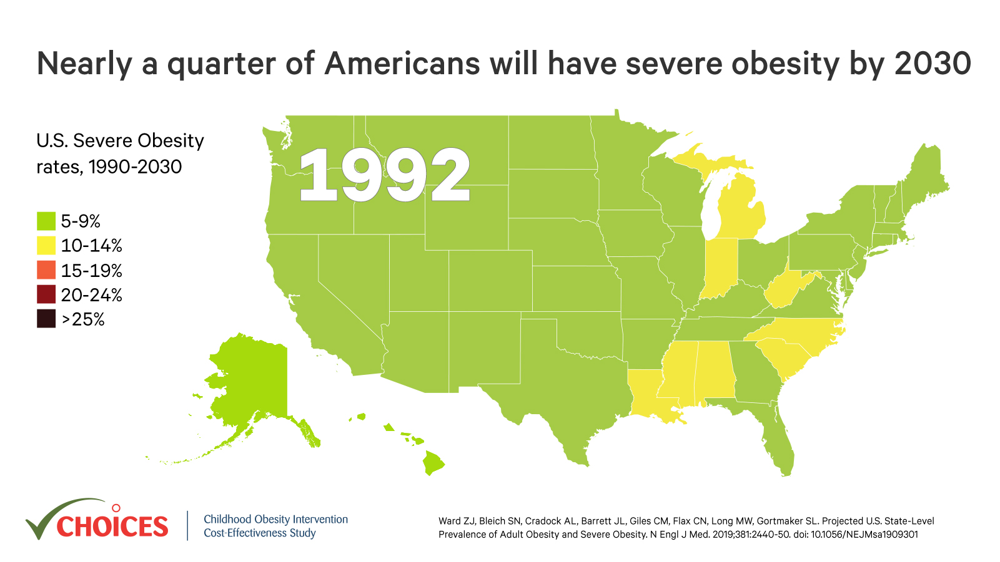 Nearly a quarter of Americans will have severe obesity by 2030
U.S. Severe Obesity
rates, 1990-2030
1992
5-9%
10-14%
15-19%
20-24%
>25%
CHOICES
Childhood Obesity Intervention
Cost-Effectiveness Study
Ward ZJ, Bleich SN, Cradock AL, Barrett JL, Giles CM, Flax CN, Long MW, Gortmaker SL. Projected U.S. State-Level
Prevalence of Adult Obesity and Severe Obesity. N Engl J Med. 2019;381:2440-50. doi: 10.1056/NEJMsa1909301